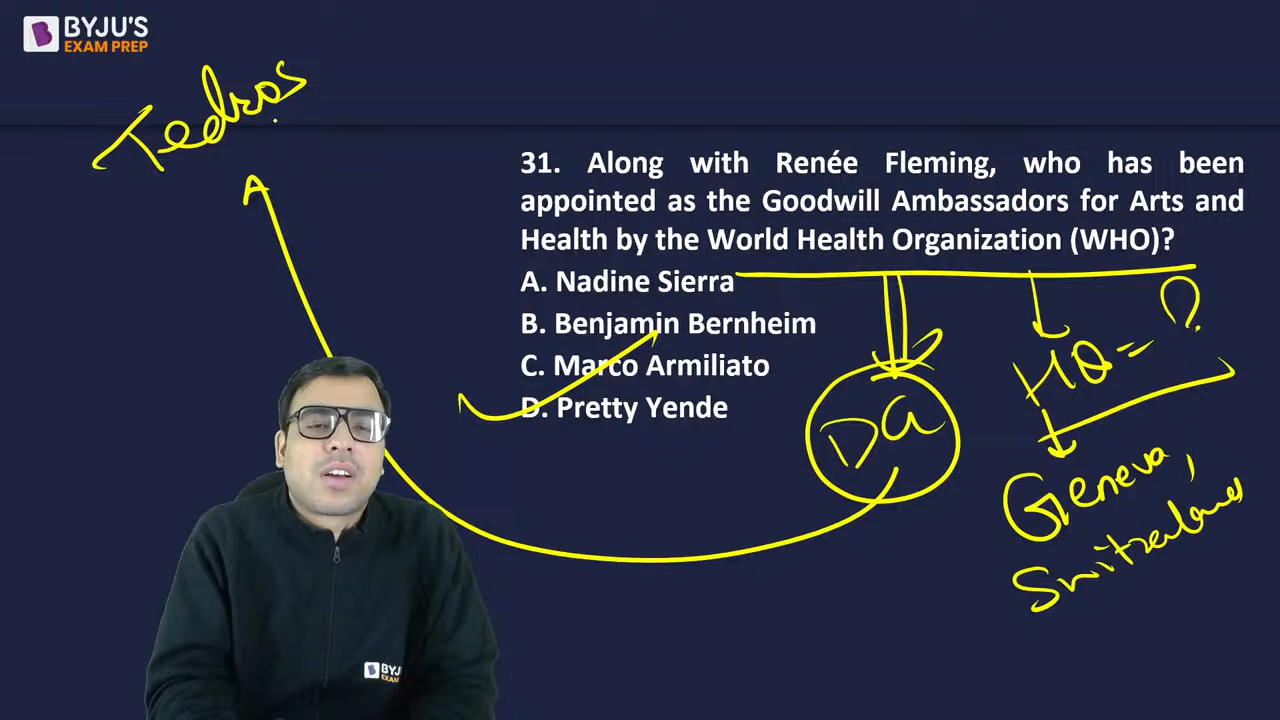 BYJU'S
EXAM PREP
Tedros
31. Along with Renée Fleming, who has been
appointed as the Goodwill Ambassadors for Arts and
Health by the World Health Organization (WHO)?
A. Nadine Sierra
B. Benjamin Bernheim
C. Marco Armiliato
D. Pretty Yende
HQ = ?
DG
Geneva,
Switzerland
BYJU
EXAM